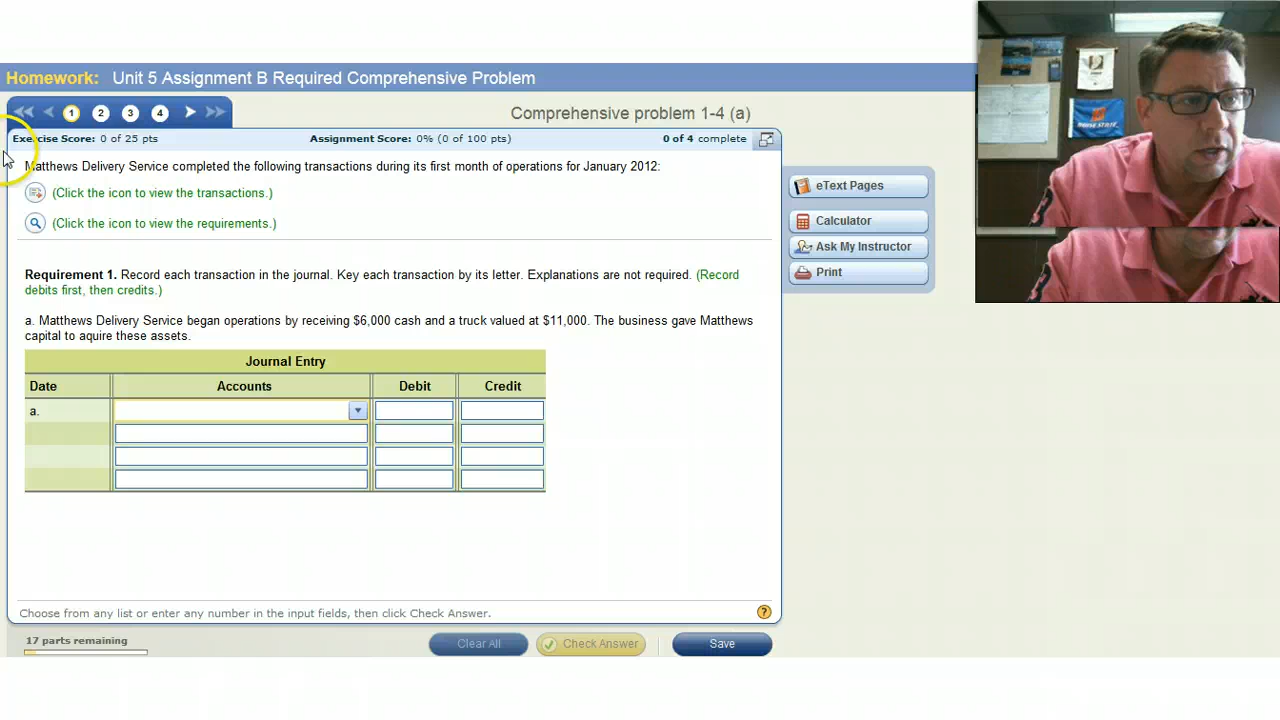 Homework: Unit 5 Assignment B Required Comprehensive Problem
1 2 3 4
Comprehensive problem 1-4 (a)
Exercise Score: 0 of 25 pts Assignment Score: 0% (0 of 100 pts) 0 of 4 complete
Matthews Delivery Service completed the following transactions during its first month of operations for January 2012:
(Click the icon to view the transactions.)
(Click the icon to view the requirements.)
Requirement 1. Record each transaction in the journal. Key each transaction by its letter. Explanations are not required. (Record
debits first, then credits.)
a. Matthews Delivery Service began operations by receiving $6,000 cash and a truck valued at $11,000. The business gave Matthews
capital to aquire these assets.
Journal Entry
Date Accounts Debit Credit
a.
Choose from any list or enter any number in the input fields, then click Check Answer.
?
17 parts remaining
Clear All
Check Answer
Save
eText Pages
Calculator
Ask My Instructor
Print